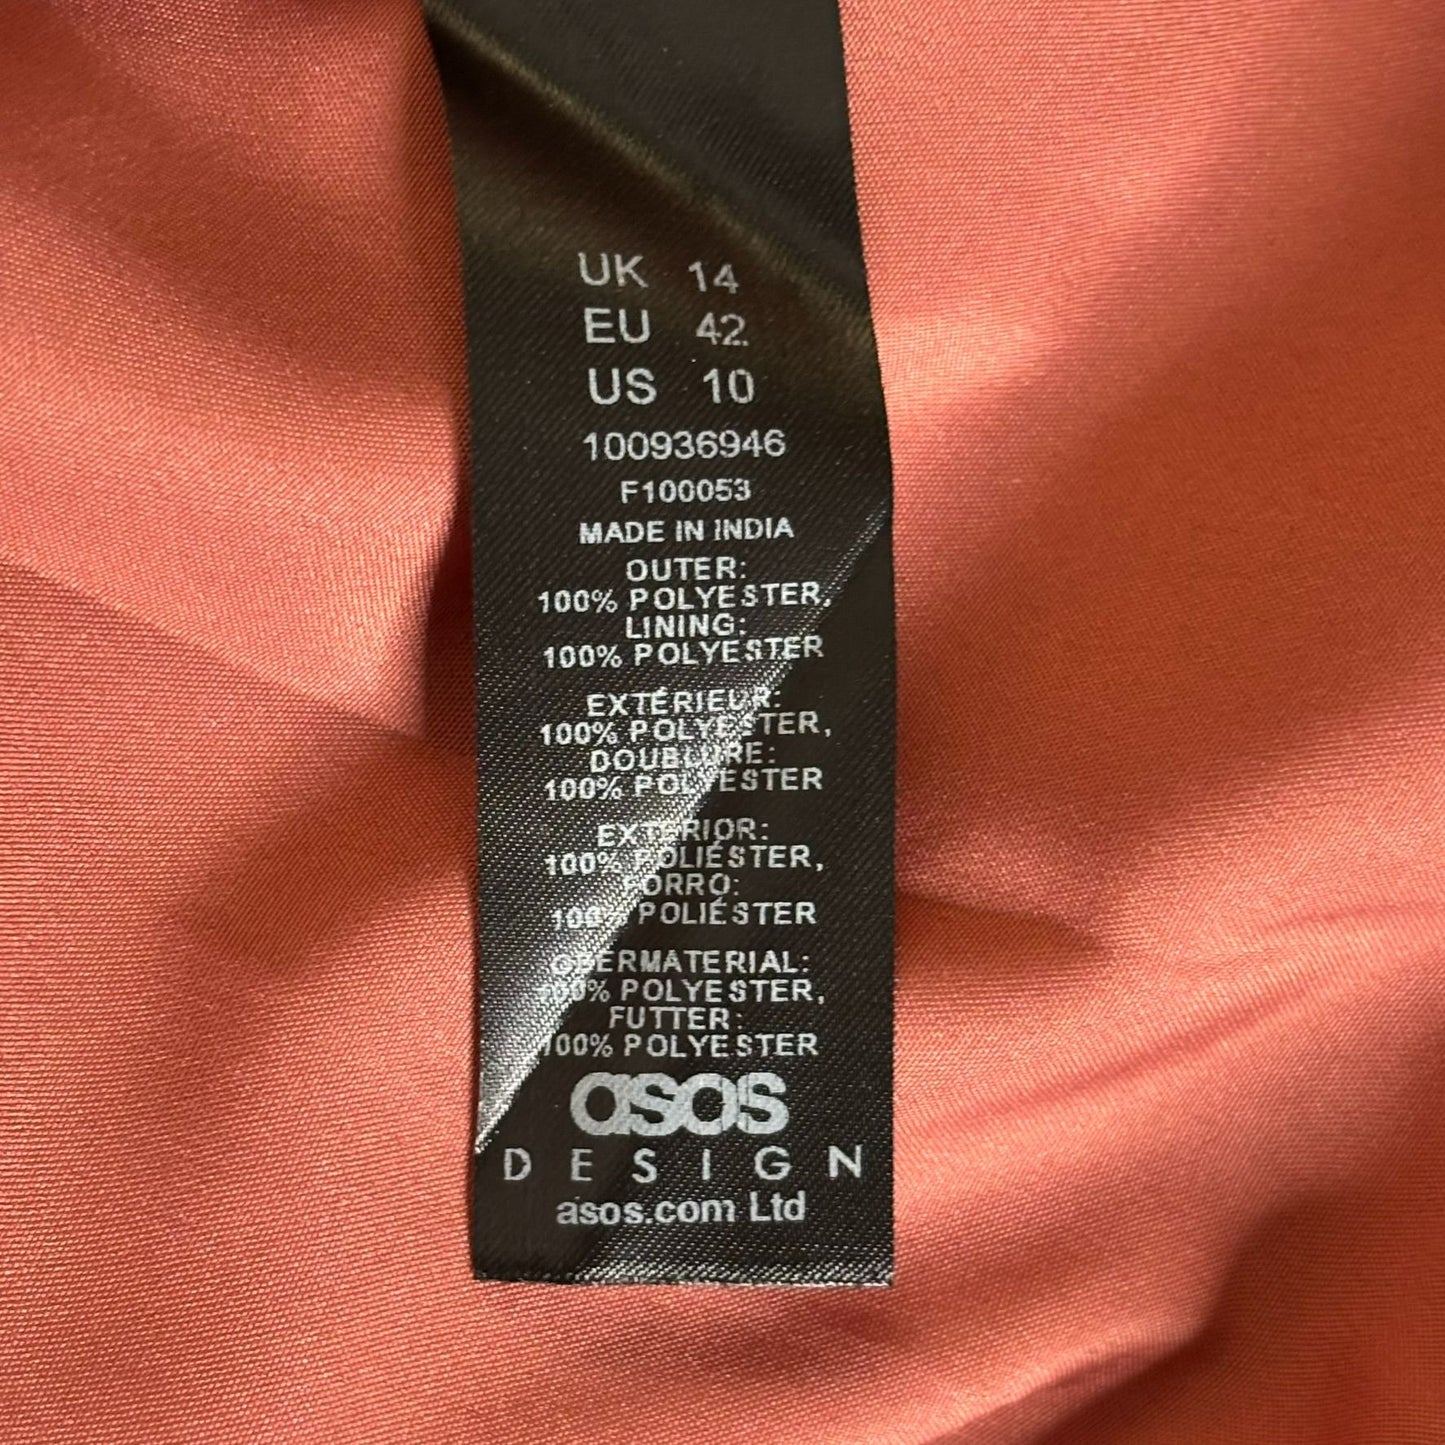 UK 14
EU 42
US 10
100936946
F100053
MADE IN INDIA
OUTER:
100% POLYESTER,
LINING:
100% POLYESTER
EXTÉRIEUR:
100% POLYESTER,
DOUBLURE:
100% POLYESTER
EXTERIOR:
100% POLIÉSTER,
FORRO:
100% POLIÉSTER
OBERMATERIAL:
100% POLYESTER,
FUTTER:
100% POLYESTER
asos
DESIGN
asos.com Ltd